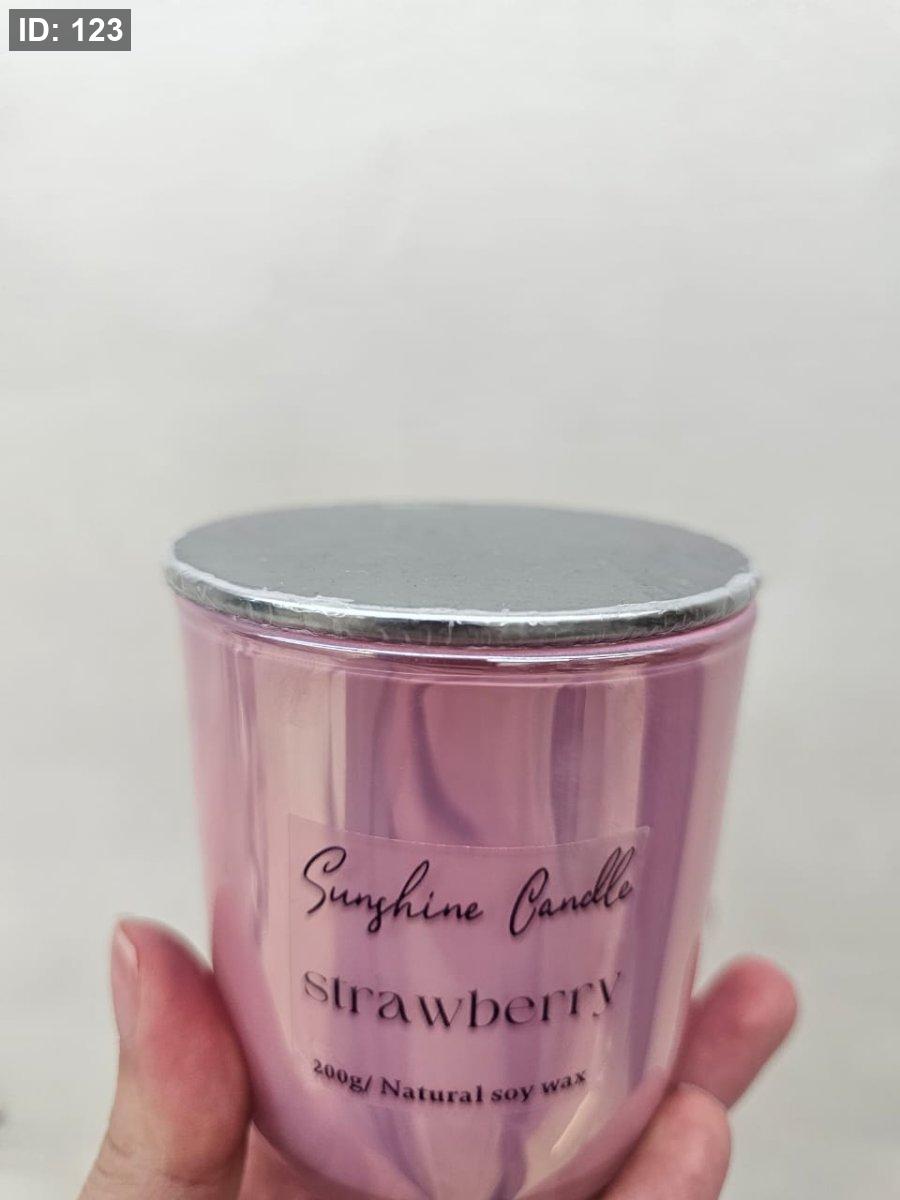 ID: 123
Sunshine Candle
strawberry
200g/ Natural soy wax